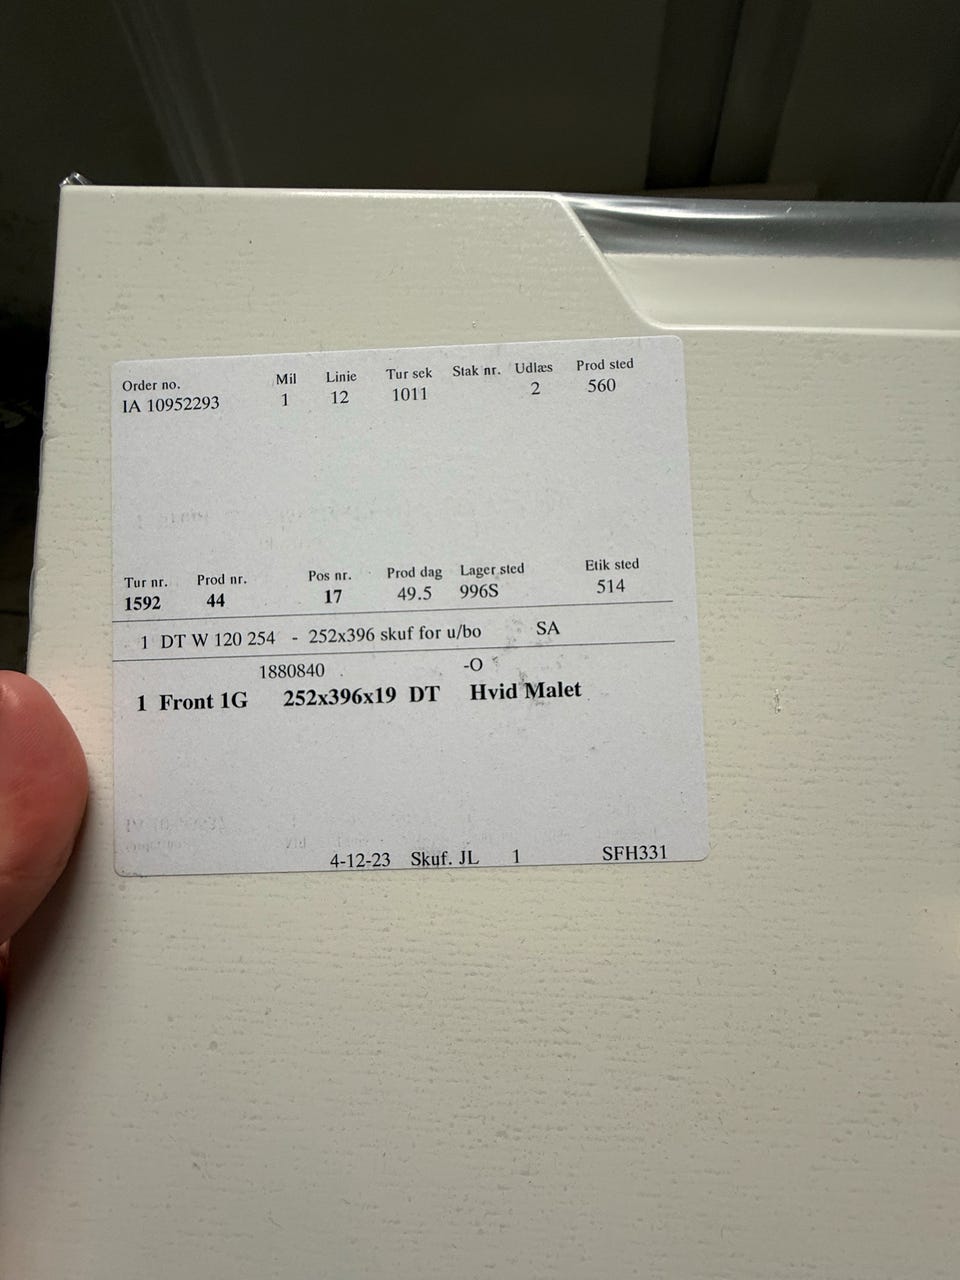 Order no. Mil Linie Tur sek Stak nr. Udlæs Prod sted
IA 10952293 1 12 1011 2 560
Tur nr. Prod nr. Pos nr. Prod dag Lager sted Etik sted
1592 44 17 49.5 996S 514
1 DT W 120 254 - 252x396 skuf for u/bo SA
1880840 -O
1 Front 1G 252x396x19 DT Hvid Malet
4-12-23 Skuf. JL 1 SFH331